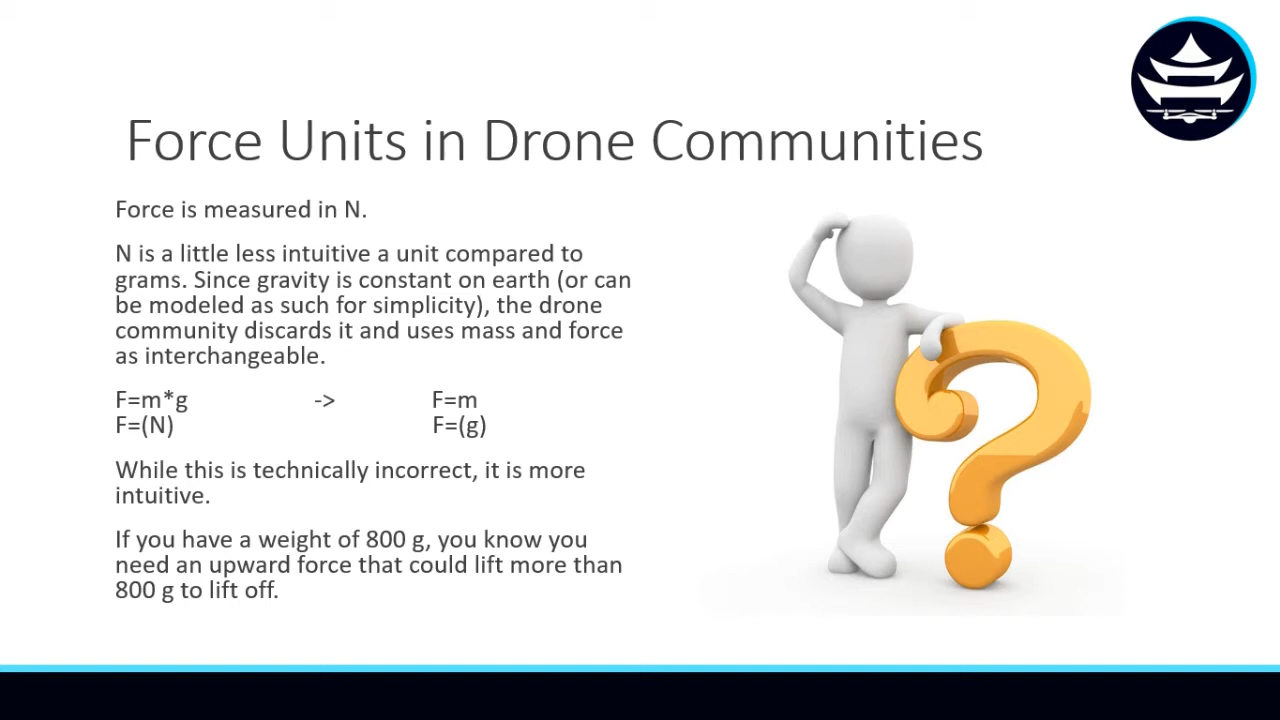 Force Units in Drone Communities
Force is measured in N.
N is a little less intuitive a unit compared to
grams. Since gravity is constant on earth (or can
be modeled as such for simplicity), the drone
community discards it and uses mass and force
as interchangeable.
F=m*g -> F=m
F=(N) F=(g)
While this is technically incorrect, it is more
intuitive.
If you have a weight of 800 g, you know you
need an upward force that could lift more than
800 g to lift off.